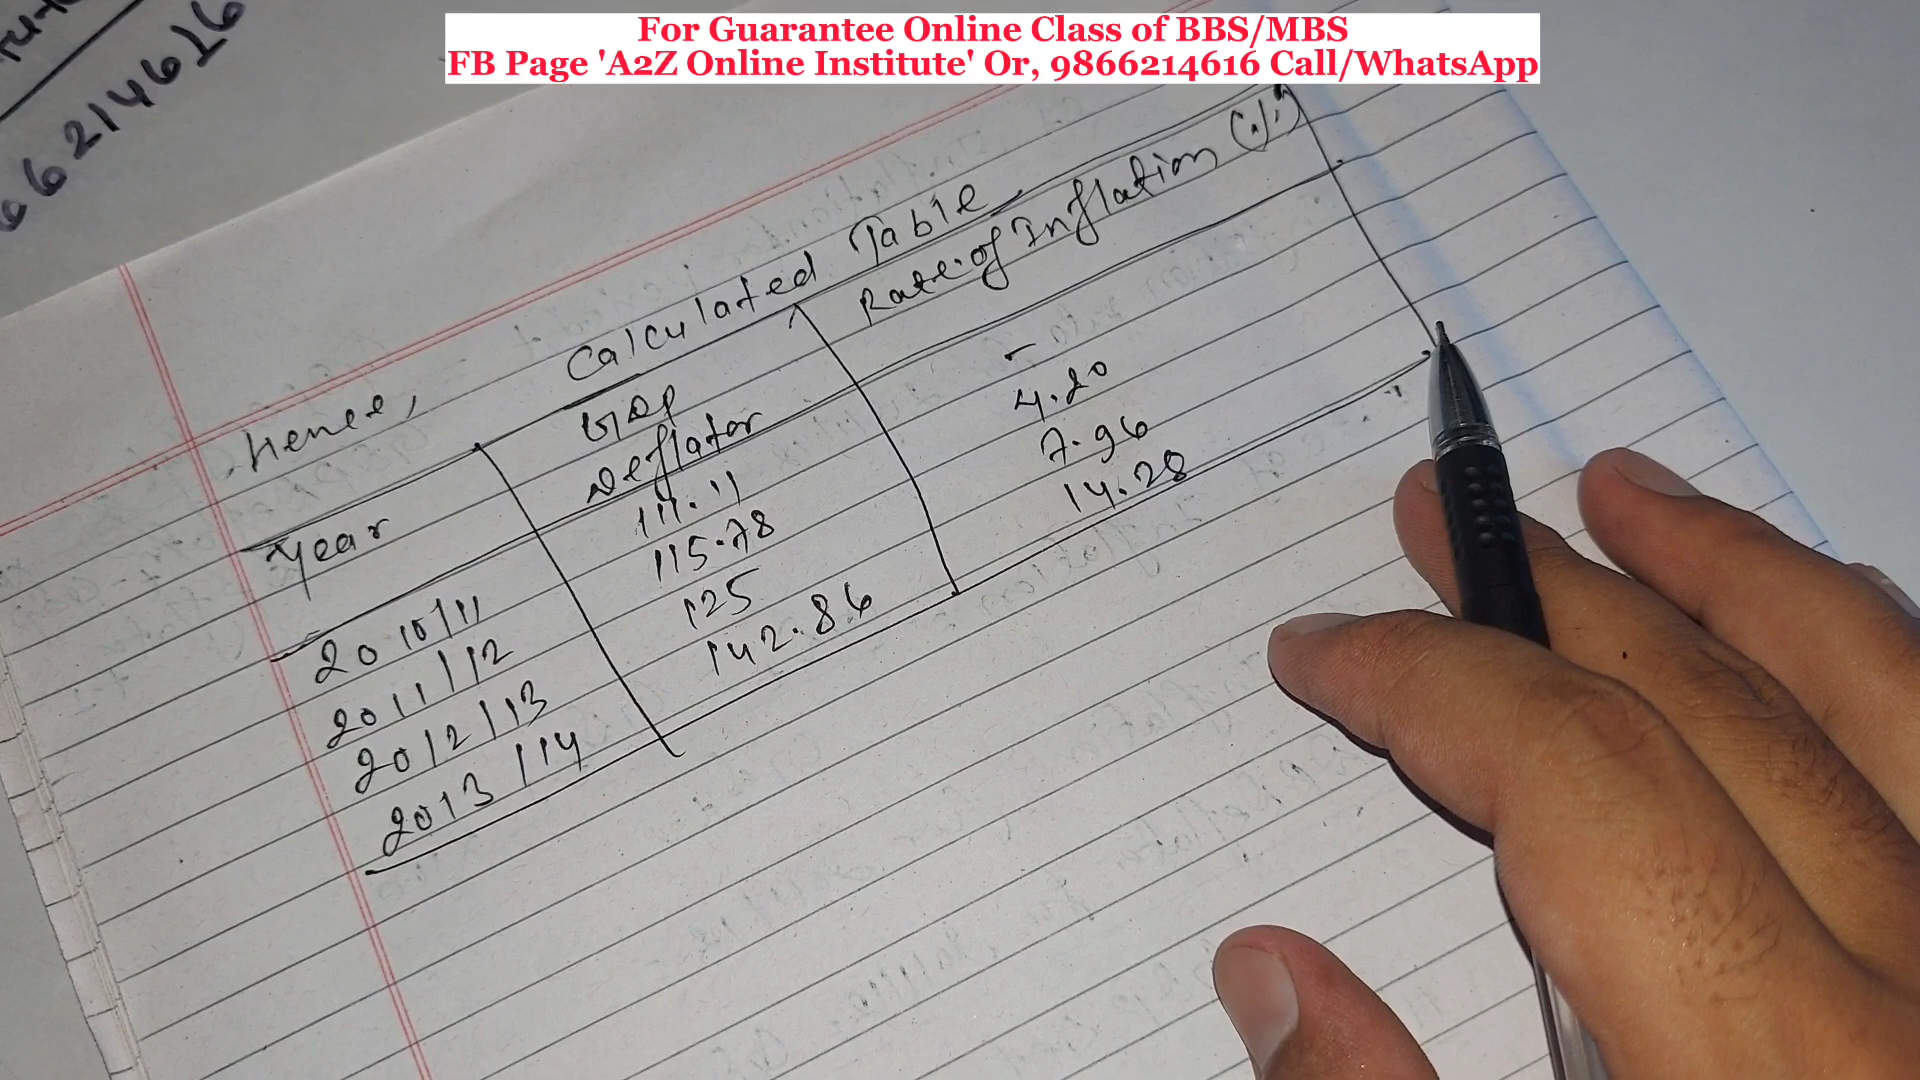 For Guarantee Online Class of BBS/MBS
FB Page 'A2Z Online Institute' Or, 9866214616 Call/WhatsApp
66214616
Hence,
Calculated Table
Year GDP Deflator Rate of Inflation (%)
2010/11 111.11 -
2011/12 115.78 4.20
2012/13 125 7.96
2013/14 142.86 14.28